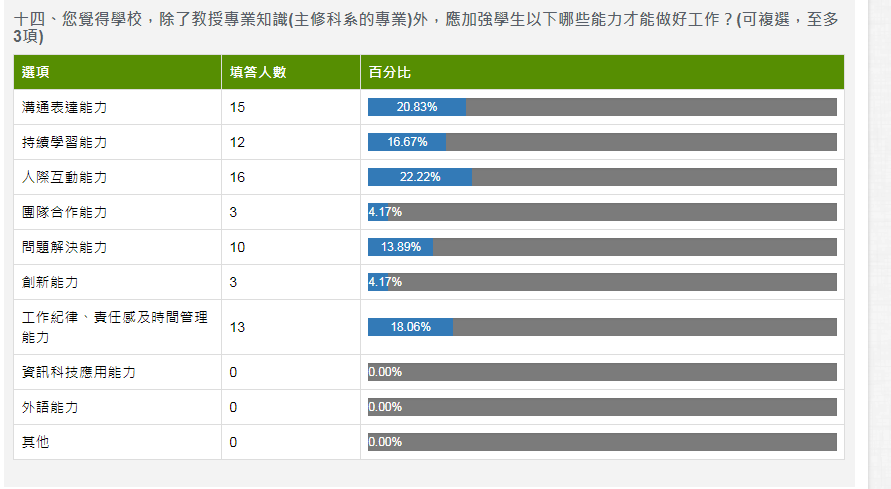 十四、您覺得學校，除了教授專業知識(主修科系的專業)外，應加強學生以下哪些能力才能做好工作？(可複選，至多
3項)
選項 填答人數 百分比
溝通表達能力 15 20.83%
持續學習能力 12 16.67%
人際互動能力 16 22.22%
團隊合作能力 3 4.17%
問題解決能力 10 13.89%
創新能力 3 4.17%
工作紀律、責任感及時間管理
能力 13 18.06%
資訊科技應用能力 0 0.00%
外語能力 0 0.00%
其他 0 0.00%